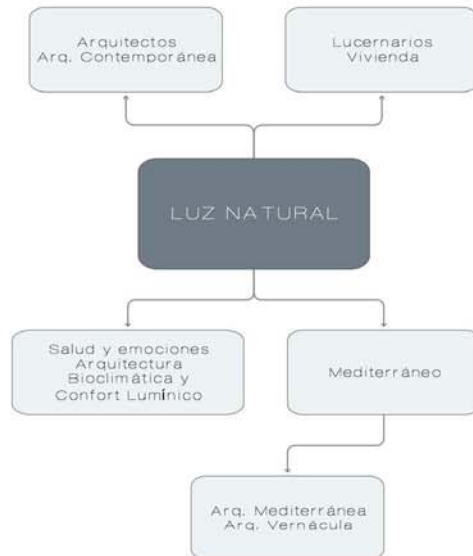 Arquitectos
Arq. Contemporánea
Lucernarios
Vivienda
LUZ NATURAL
Salud y emociones
Arquitectura
Bioclimática y
Confort Lumínico
Mediterráneo
Arq. Mediterránea
Arq. Vernácula